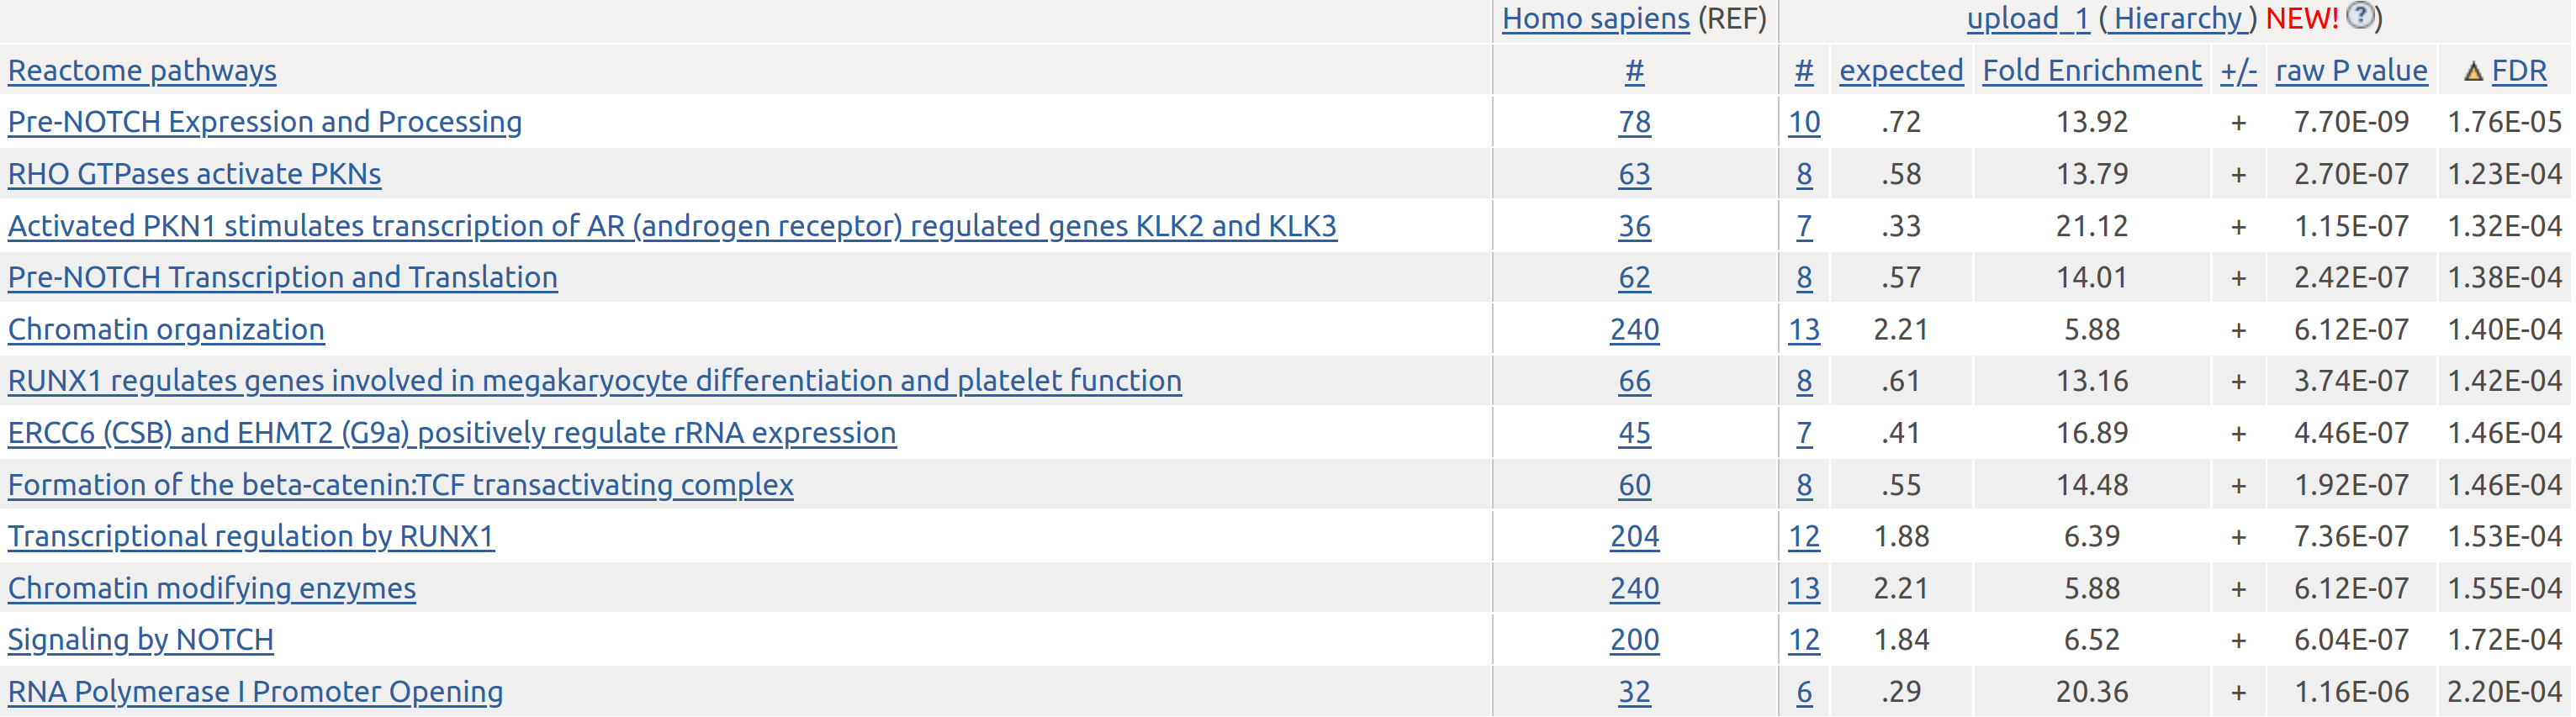 Homo sapiens (REF) upload_1 ( Hierarchy ) NEW! ?)
Reactome pathways # # expected Fold Enrichment +/- raw P value FDR
Pre-NOTCH Expression and Processing 78 10 .72 13.92 + 7.70E-09 1.76E-05
RHO GTPases activate PKNs 63 8 .58 13.79 + 2.70E-07 1.23E-04
Activated PKN1 stimulates transcription of AR (androgen receptor) regulated genes KLK2 and KLK3 36 7 .33 21.12 + 1.15E-07 1.32E-04
Pre-NOTCH Transcription and Translation 62 8 .57 14.01 + 2.42E-07 1.38E-04
Chromatin organization 240 13 2.21 5.88 + 6.12E-07 1.40E-04
RUNX1 regulates genes involved in megakaryocyte differentiation and platelet function 66 8 .61 13.16 + 3.74E-07 1.42E-04
ERCC6 (CSB) and EHMT2 (G9a) positively regulate rRNA expression 45 7 .41 16.89 + 4.46E-07 1.46E-04
Formation of the beta-catenin:TCF transactivating complex 60 8 .55 14.48 + 1.92E-07 1.46E-04
Transcriptional regulation by RUNX1 204 12 1.88 6.39 + 7.36E-07 1.53E-04
Chromatin modifying enzymes 240 13 2.21 5.88 + 6.12E-07 1.55E-04
Signaling by NOTCH 200 12 1.84 6.52 + 6.04E-07 1.72E-04
RNA Polymerase I Promoter Opening 32 6 .29 20.36 + 1.16E-06 2.20E-04